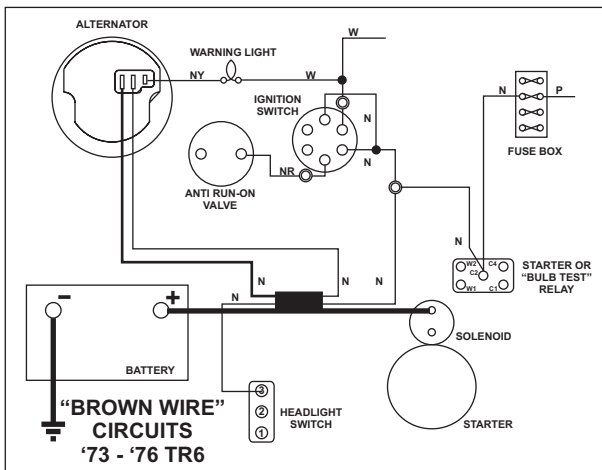 ALTERNATOR
WARNING LIGHT
NY
W
W
IGNITION
SWITCH
N
N
NR
ANTI RUN-ON
VALVE
N
P
FUSE BOX
N
W2
C4
C2
W1
C1
STARTER OR
"BULB TEST"
RELAY
N
N
N
N
-
+
BATTERY
SOLENOID
STARTER
3
2
1
HEADLIGHT
SWITCH
"BROWN WIRE"
CIRCUITS
'73 - '76 TR6